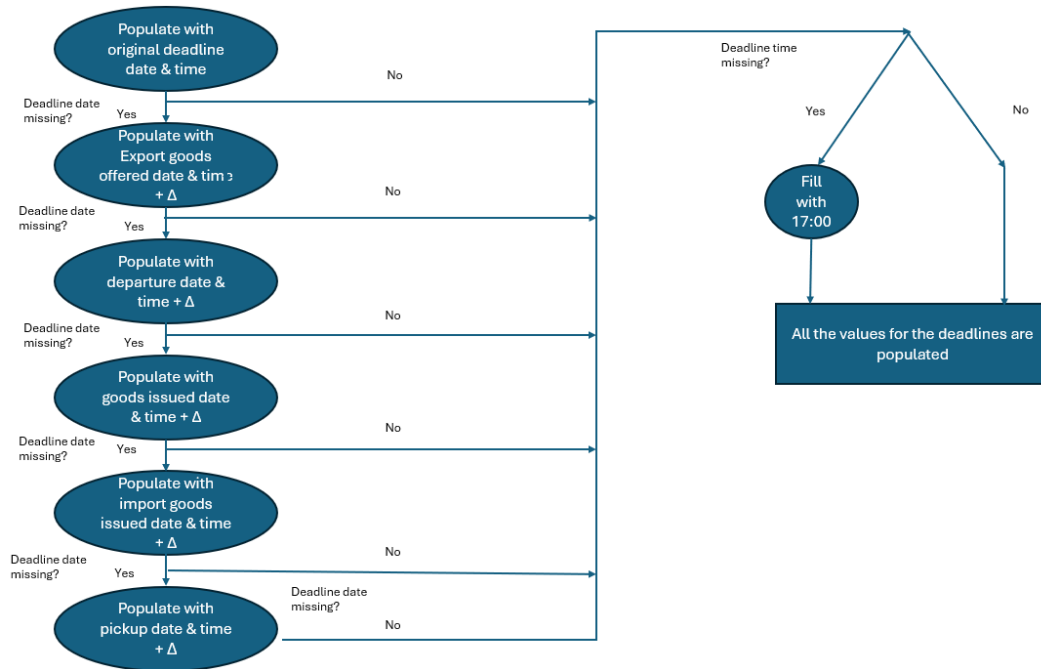 Populate with
original deadline
date & time
No
Deadline date
missing?
Yes
Populate with
Export goods
offered date & time
+ Δ
No
Deadline date
missing?
Yes
Populate with
departure date &
time + Δ
No
Deadline date
missing?
Yes
Populate with
goods issued date
& time + Δ
No
Deadline date
missing?
Yes
Populate with
import goods
issued date & time
+ Δ
No
Deadline date
missing?
Yes
Populate with
pickup date & time
+ Δ
Deadline date
missing?
No
Deadline time
missing?
Yes
No
Fill
with
17:00
All the values for the deadlines are
populated